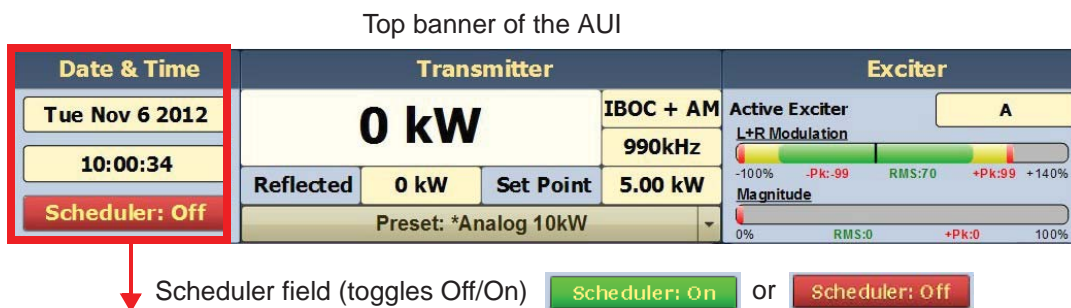 Top banner of the AUI
Date & Time
Tue Nov 6 2012
10:00:34
Scheduler: Off
Transmitter
0 kW
IBOC + AM
990kHz
Reflected 0 kW Set Point 5.00 kW
Preset: *Analog 10kW
Exciter
Active Exciter A
L+R Modulation
-100% -Pk:-99 RMS:70 +Pk:99 +140%
Magnitude
0% RMS:0 +Pk:0 100%
Scheduler field (toggles Off/On) Scheduler: On or Scheduler: Off